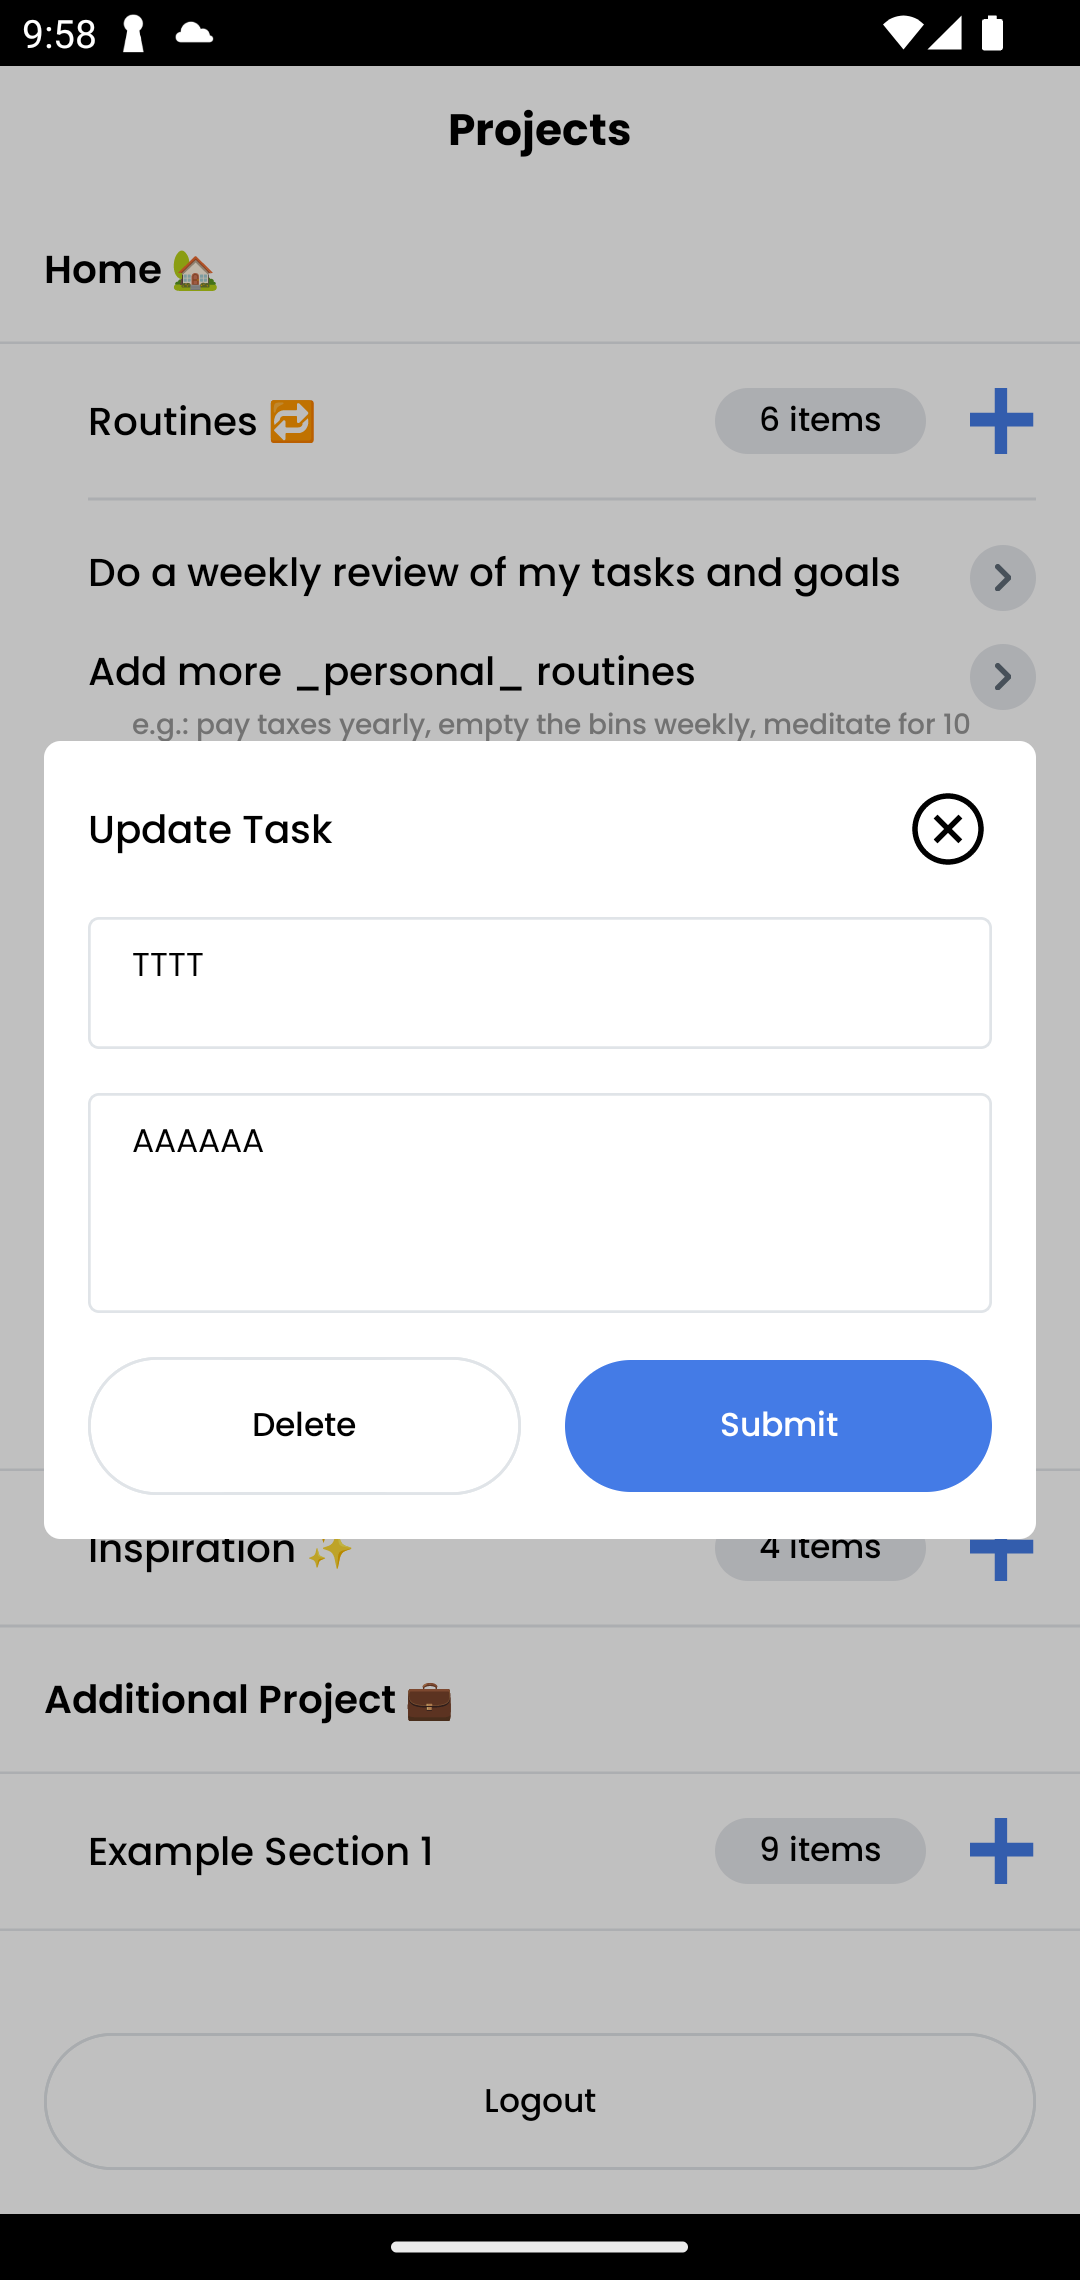 9:58
Projects
Home 🏡
Routines 🔁
6 items
Do a weekly review of my tasks and goals
Add more _personal_ routines
e.g.: pay taxes yearly, empty the bins weekly, meditate for 10
Update Task
TTTT
AAAAAA
Delete
Submit
Inspiration ✨
4 items
Additional Project 💼
Example Section 1
9 items
Logout